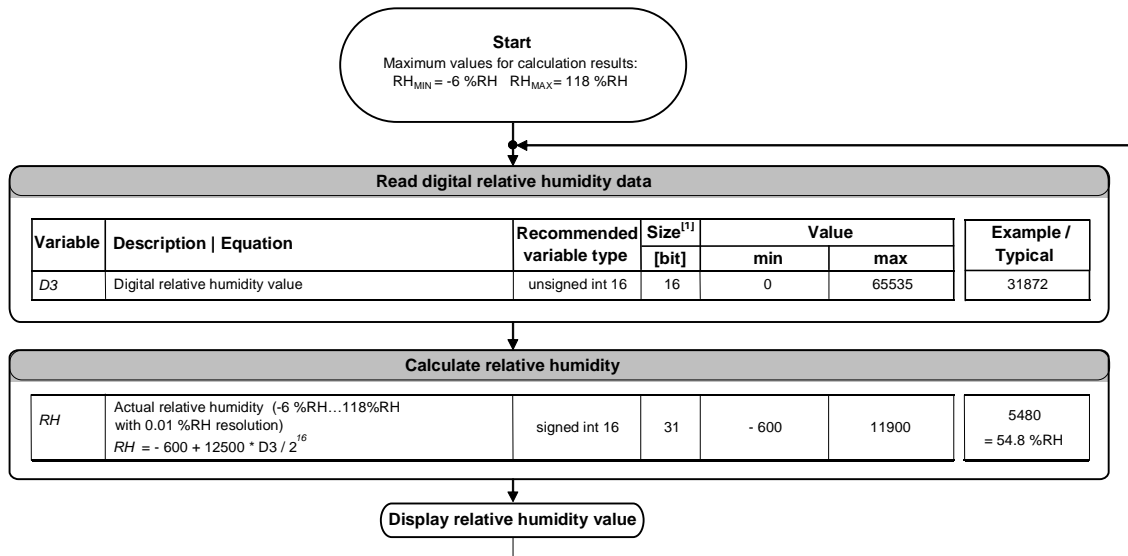 Start
Maximum values for calculation results:
RHMIN = -6 %RH RHMAX = 118 %RH
Read digital relative humidity data
Variable Description | Equation Recommended variable type Size[1] [bit] Value min max Example / Typical
D3 Digital relative humidity value unsigned int 16 16 0 65535 31872
Calculate relative humidity
RH Actual relative humidity (-6 %RH…118%RH
with 0.01 %RH resolution)
RH = - 600 + 12500 * D3 / 2^16
signed int 16 31 - 600 11900 5480
= 54.8 %RH
Display relative humidity value